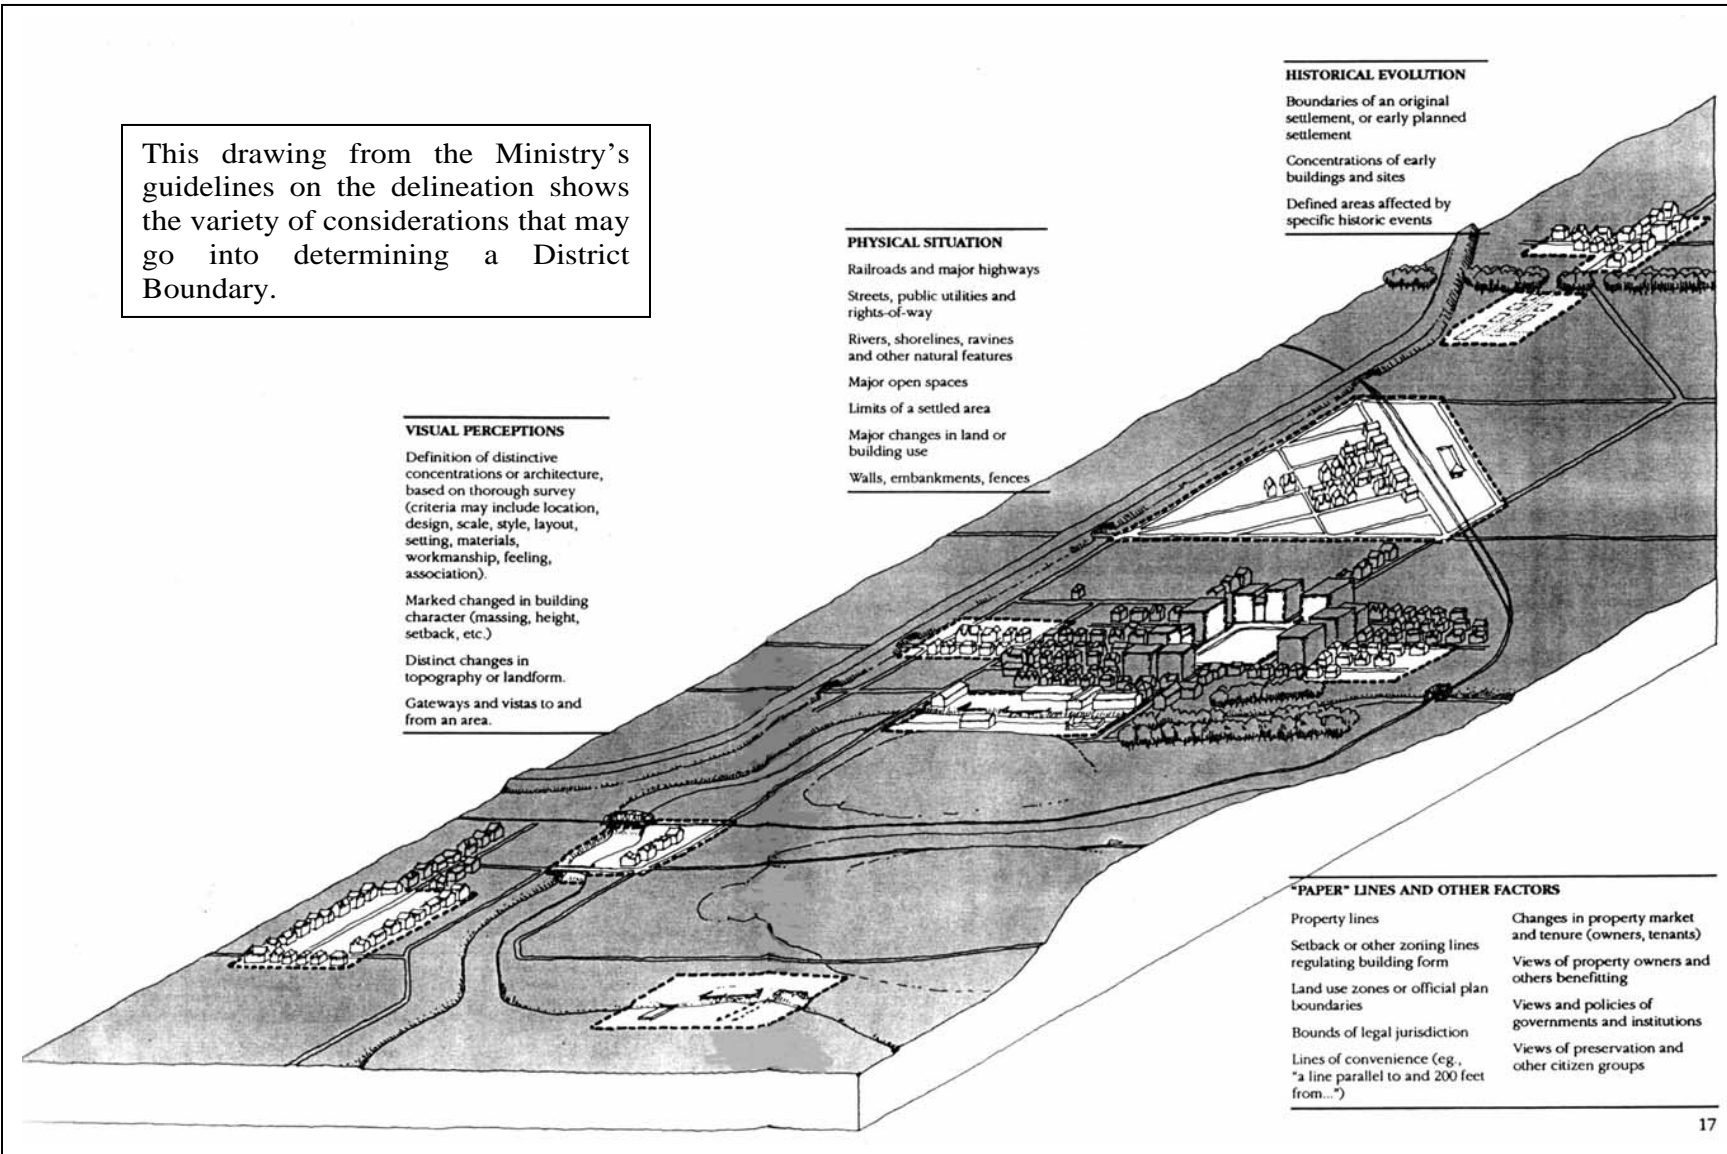 This drawing from the Ministry's
guidelines on the delineation shows
the variety of considerations that may
go into determining a District
Boundary.
VISUAL PERCEPTIONS
Definition of distinctive
concentrations or architecture,
based on thorough survey
(criteria may include location,
design, scale, style, layout,
setting, materials,
workmanship, feeling,
association).
Marked changed in building
character (massing, height,
setback, etc.)
Distinct changes in
topography or landform.
Gateways and vistas to and
from an area.
PHYSICAL SITUATION
Railroads and major highways
Streets, public utilities and
rights-of-way
Rivers, shorelines, ravines
and other natural features
Major open spaces
Limits of a settled area
Major changes in land or
building use
Walls, embankments, fences
HISTORICAL EVOLUTION
Boundaries of an original
settlement, or early planned
settlement
Concentrations of early
buildings and sites
Defined areas affected by
specific historic events
"PAPER" LINES AND OTHER FACTORS
Property lines
Setback or other zoning lines
regulating building form
Land use zones or official plan
boundaries
Bounds of legal jurisdiction
Lines of convenience (eg.,
"a line parallel to and 200 feet
from...")
Changes in property market
and tenure (owners, tenants)
Views of property owners and
others benefitting
Views and policies of
governments and institutions
Views of preservation and
other citizen groups
17